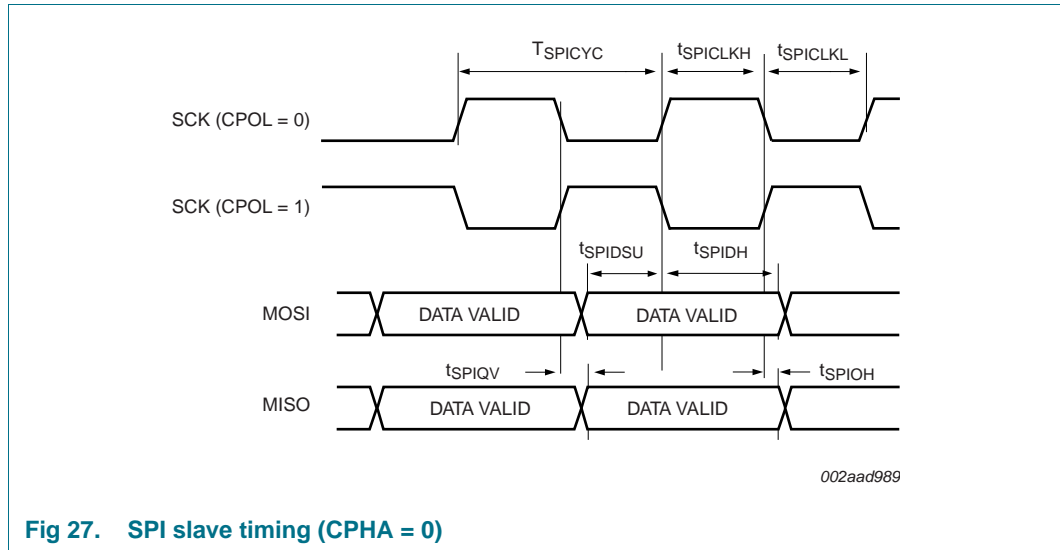 TSPICYC tSPICLKH tSPICLKL
SCK (CPOL = 0)
SCK (CPOL = 1)
tSPIDSU tSPIDH
MOSI DATA VALID DATA VALID
tSPIQV tSPIOH
MISO DATA VALID DATA VALID
002aad989
Fig 27. SPI slave timing (CPHA = 0)